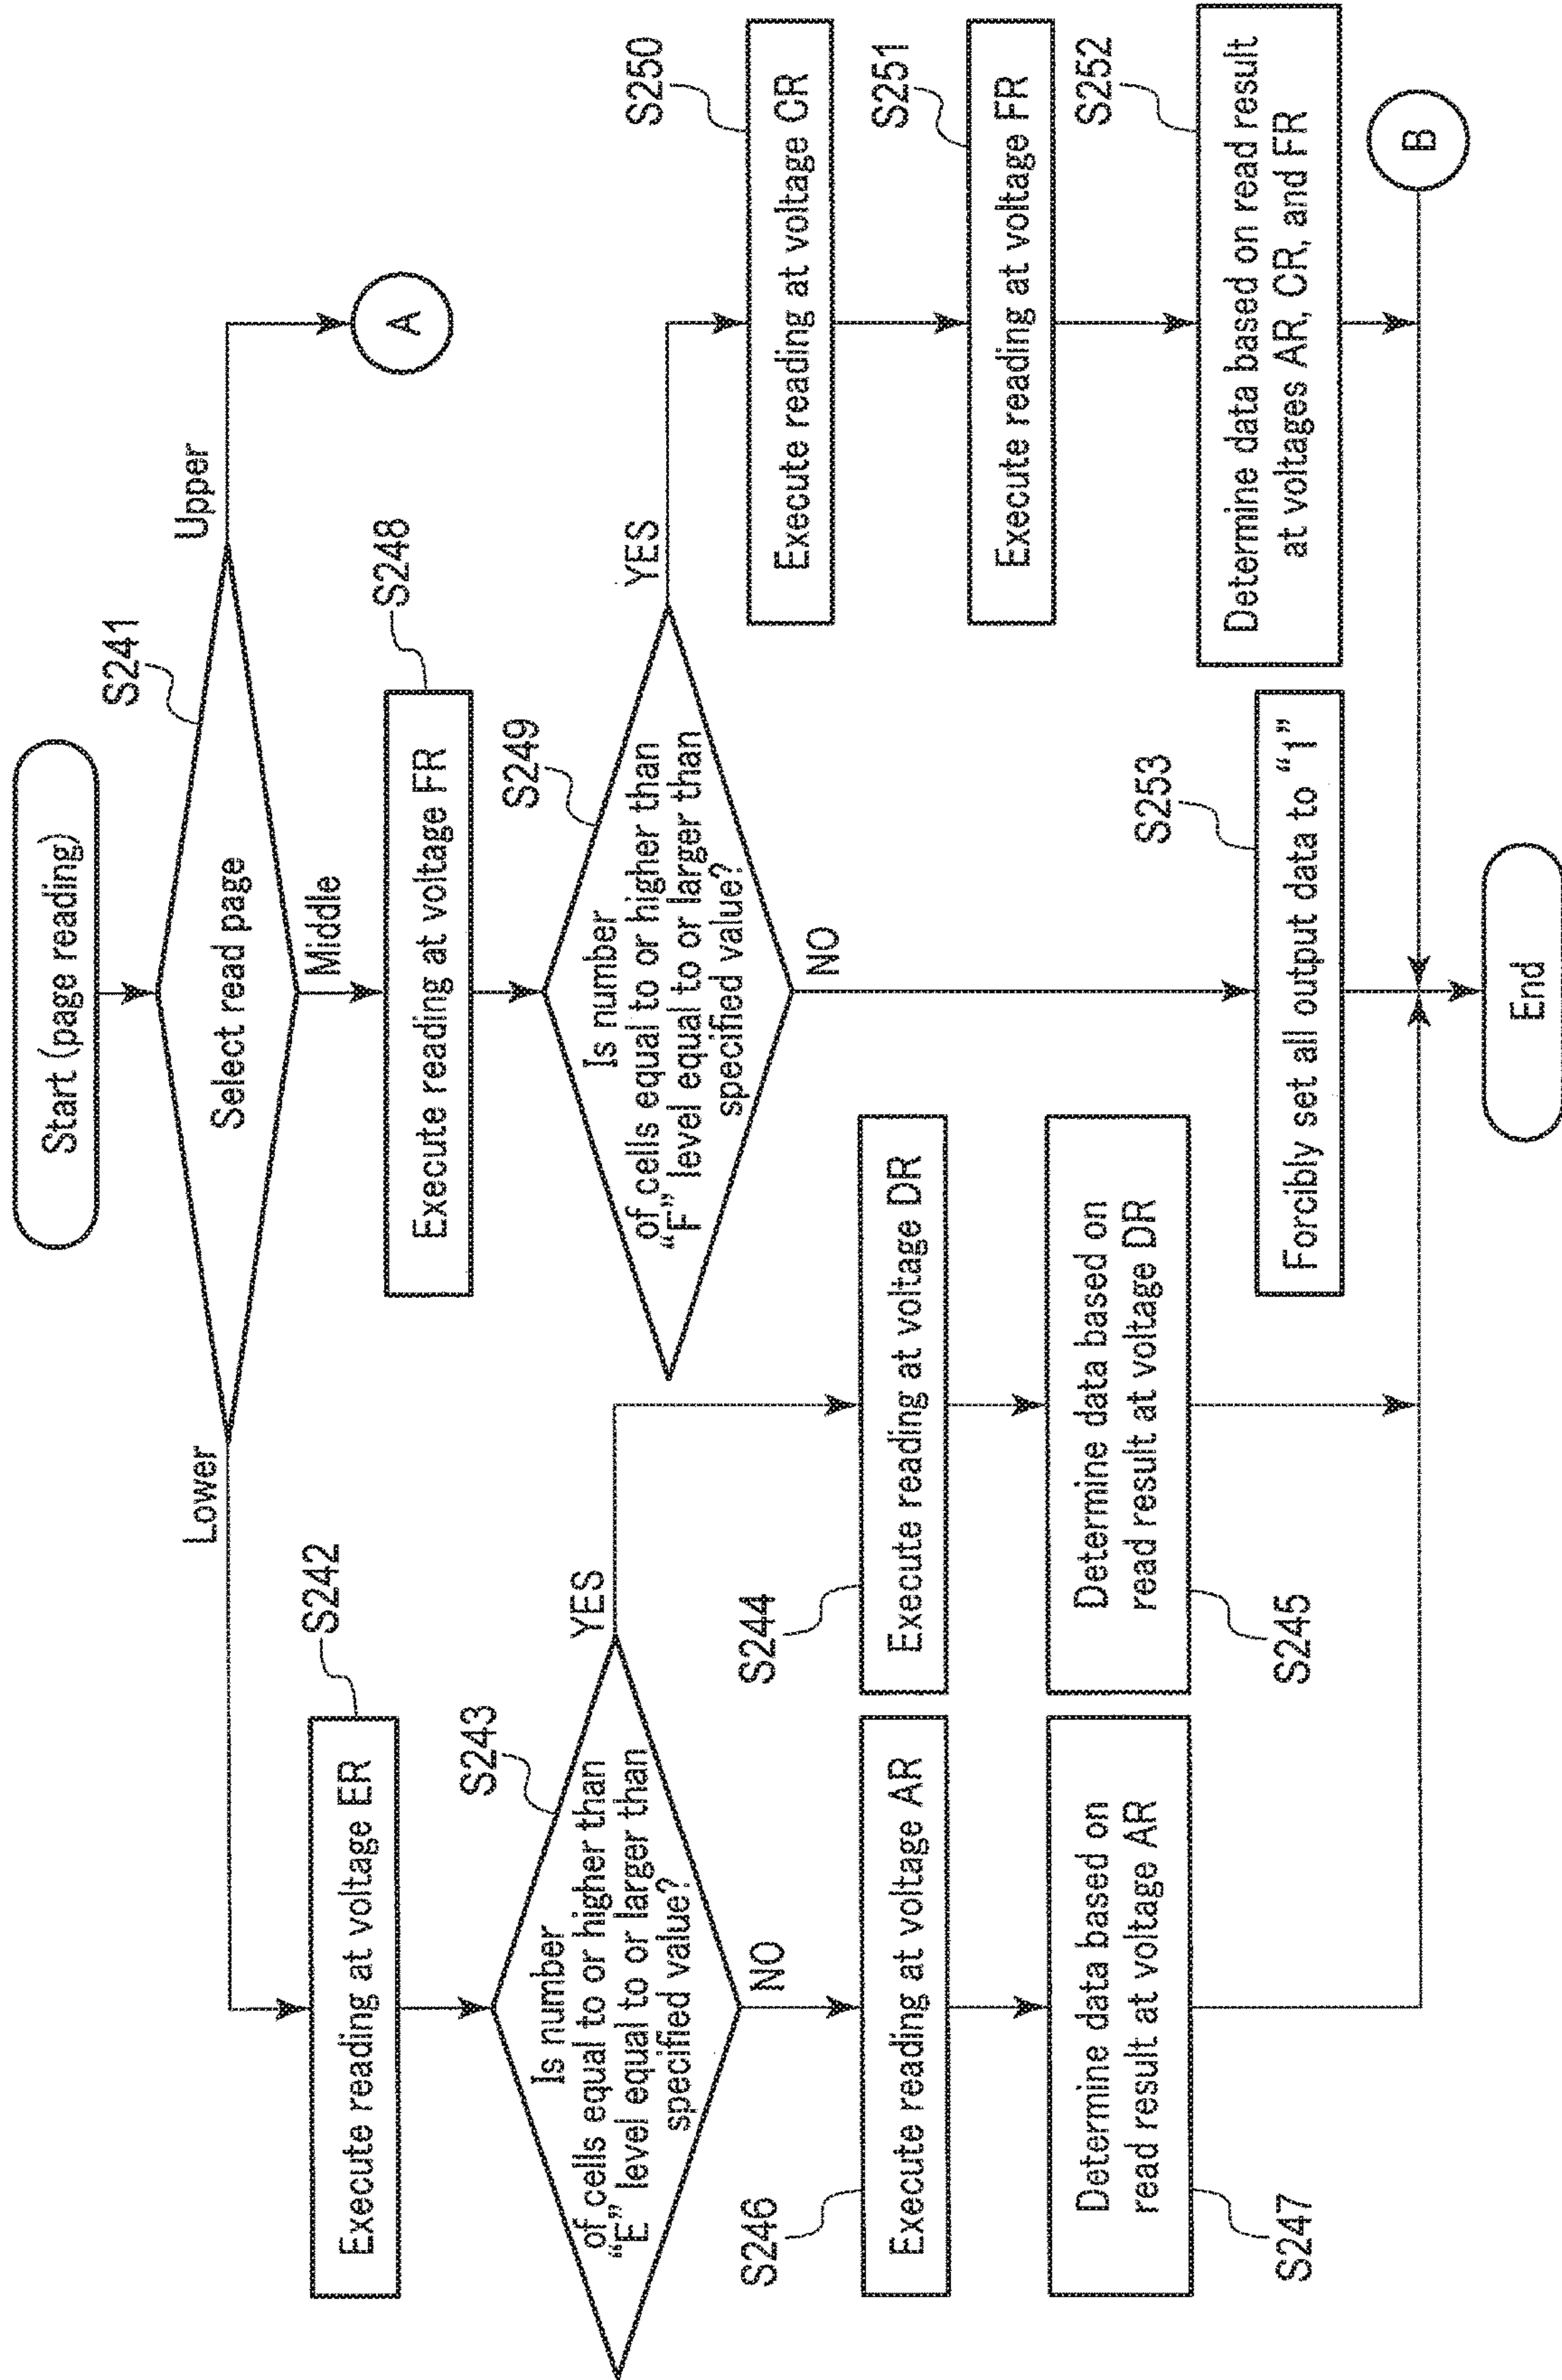 Start (page reading)
S241
Select read page
Lower
Middle
Upper
A
S242
Execute reading at voltage ER
S243
Is number
of cells equal to or higher than
“E” level equal to or larger than
specified value?
YES
NO
S244
Execute reading at voltage DR
S245
Determine data based on
read result at voltage DR
S246
Execute reading at voltage AR
S247
Determine data based on
read result at voltage AR
S248
Execute reading at voltage FR
S249
Is number
of cells equal to or higher than
“F” level equal to or larger than
specified value?
YES
NO
S250
Execute reading at voltage CR
S251
Execute reading at voltage FR
S252
Determine data based on read result
at voltages AR, CR, and FR
S253
Forcibly set all output data to “1”
B
End